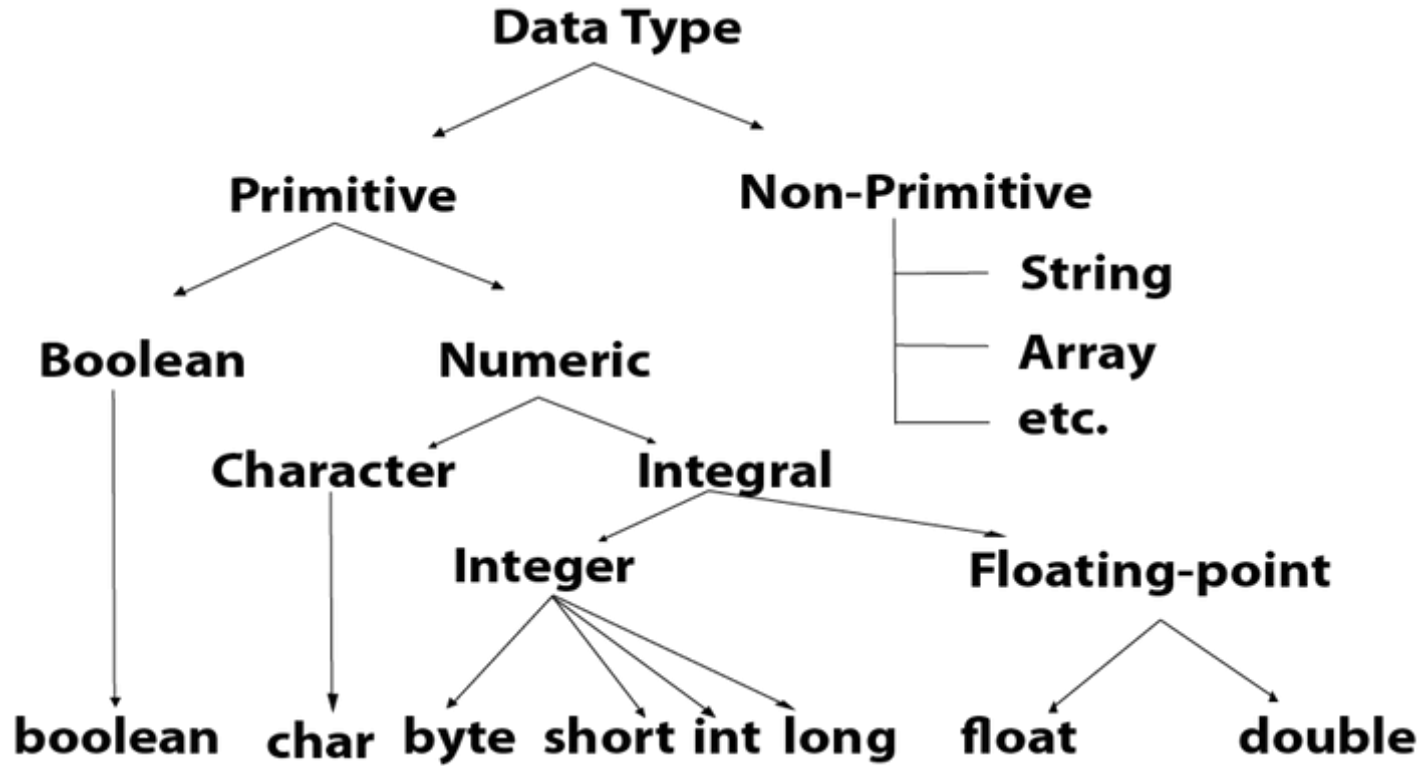 Data Type
Primitive
Non-Primitive
String
Array
etc.
Boolean
Numeric
Character
Integral
Integer
Floating-point
boolean
char
byte
short
int
long
float
double